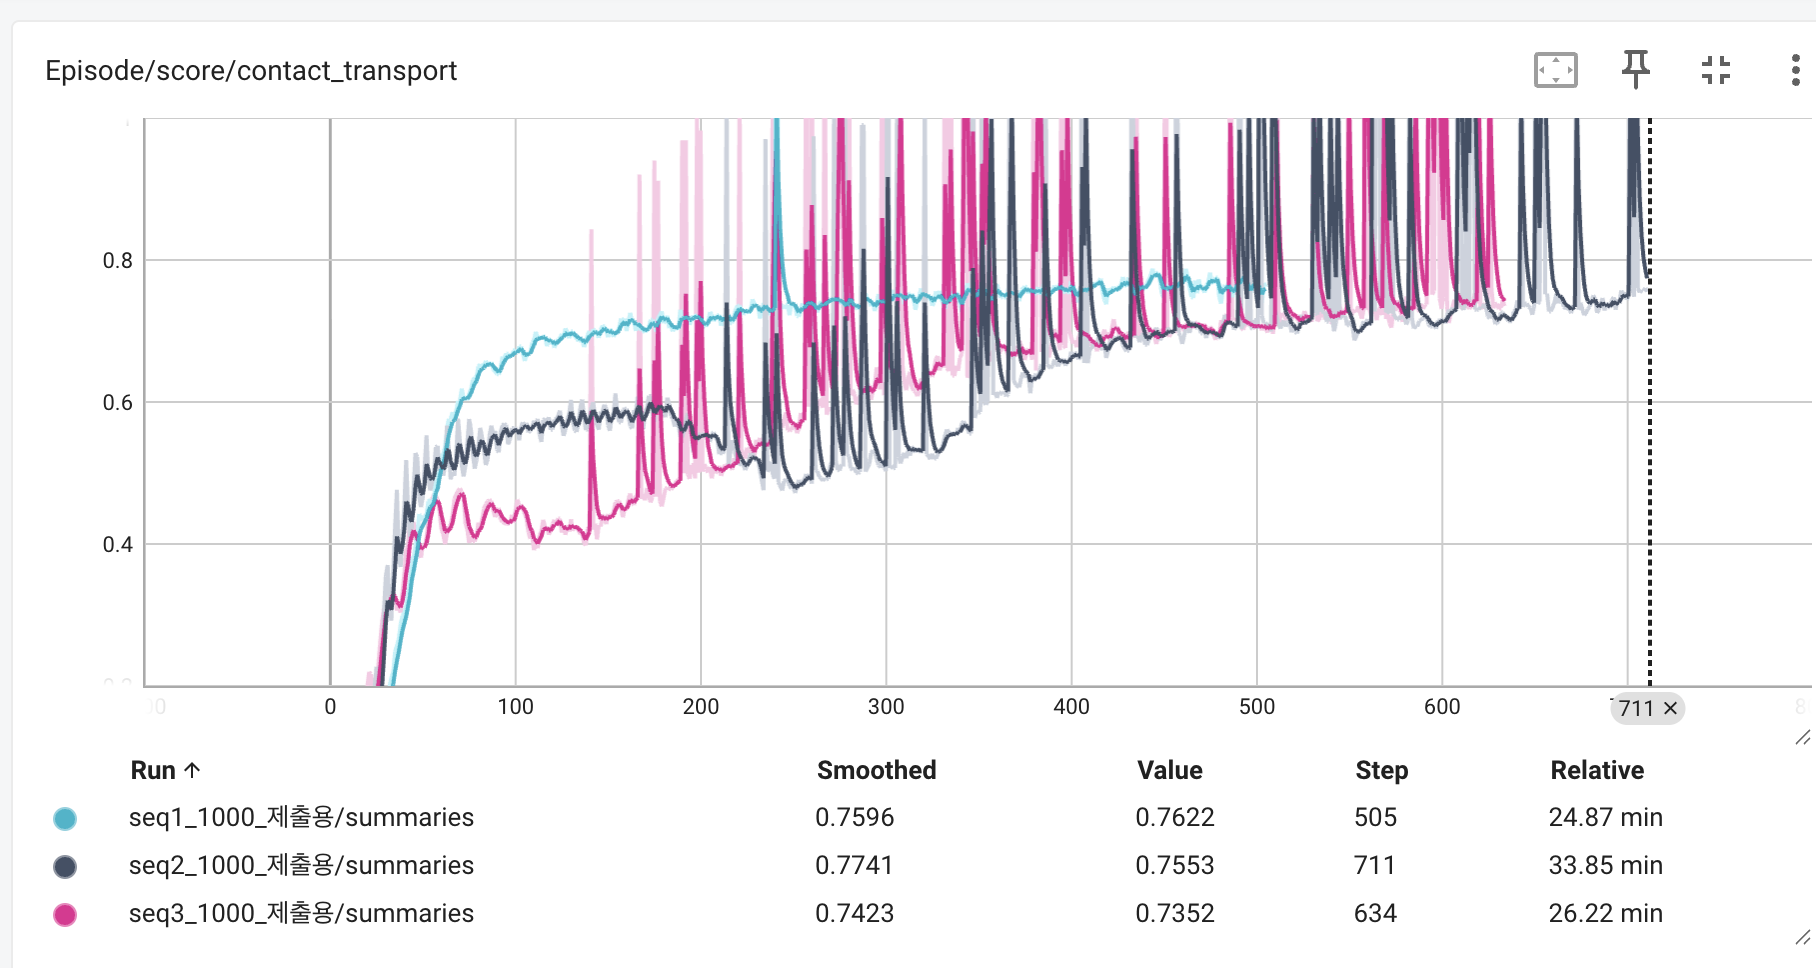 Episode/score/contact_transport
0.8
0.6
0.4
0 100 200 300 400 500 600 711 ×
Run ↑ Smoothed Value Step Relative
seq1_1000_제출용/summaries 0.7596 0.7622 505 24.87 min
seq2_1000_제출용/summaries 0.7741 0.7553 711 33.85 min
seq3_1000_제출용/summaries 0.7423 0.7352 634 26.22 min